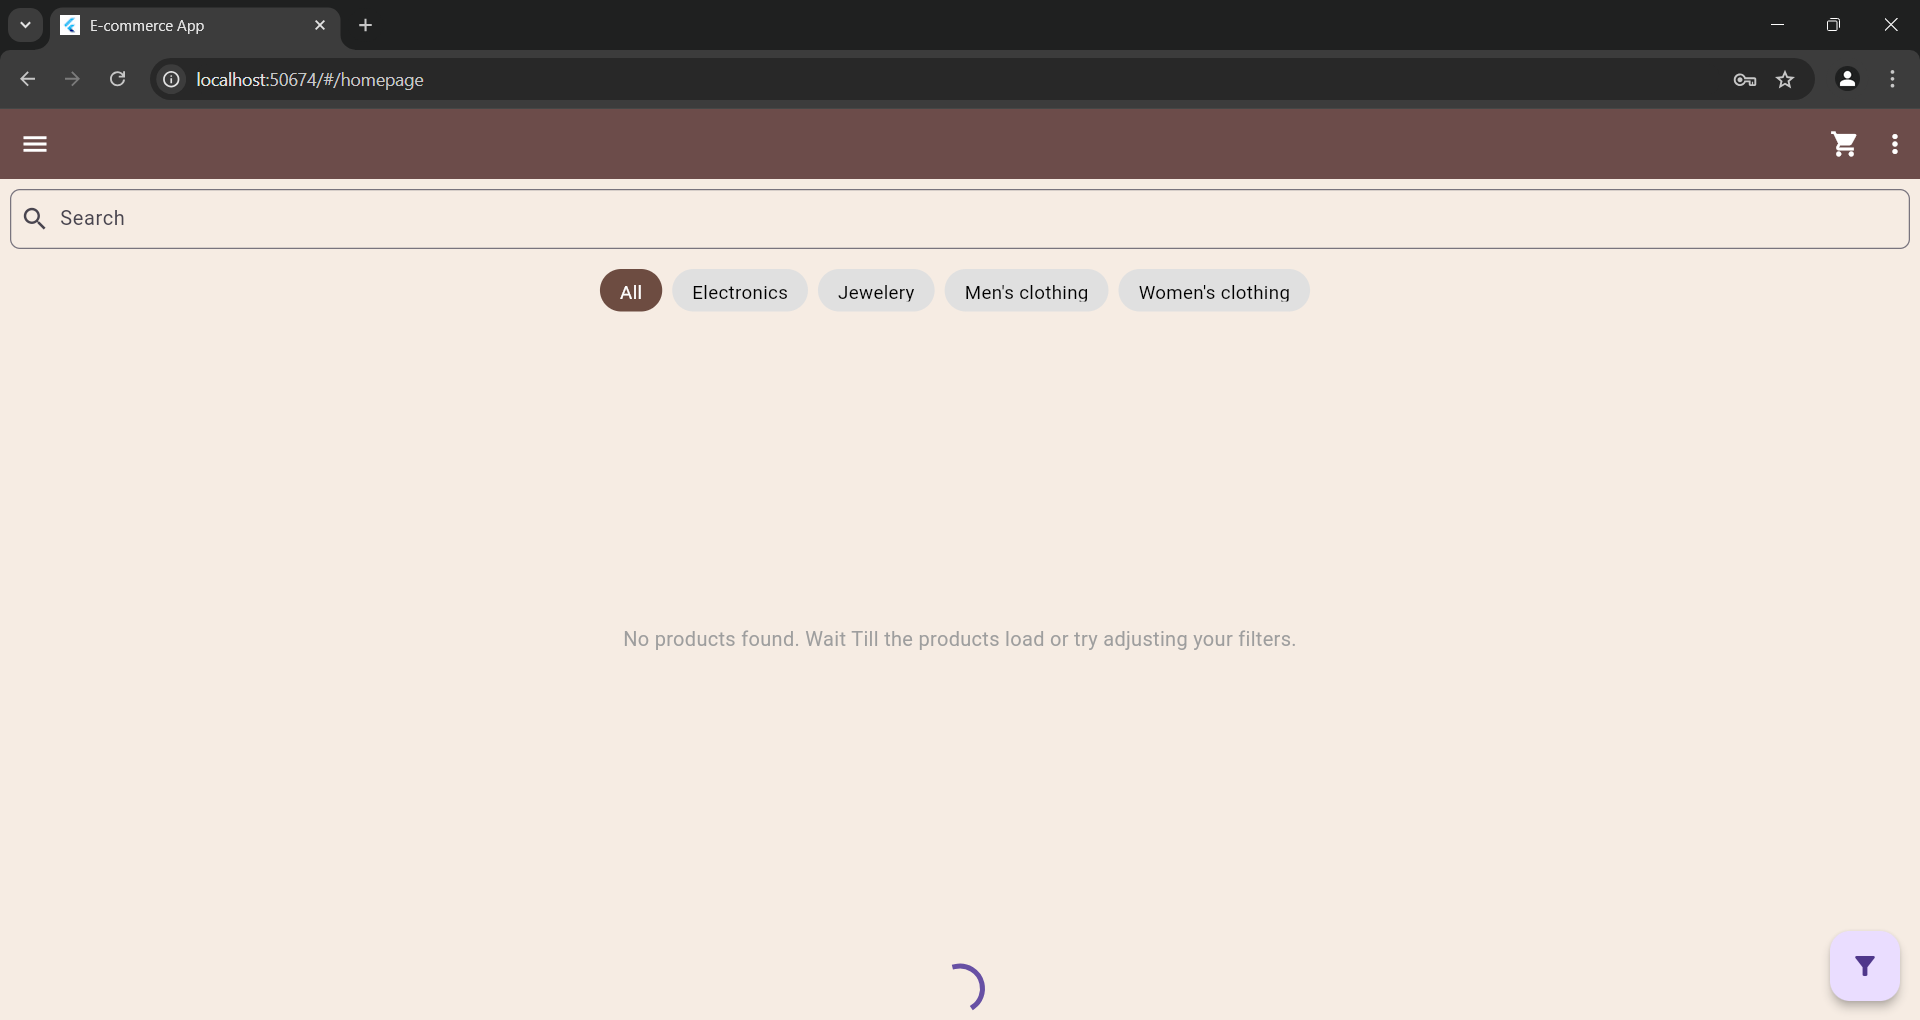 E-commerce App
localhost:50674/#/homepage
Search
All Electronics Jewelery Men's clothing Women's clothing
No products found. Wait Till the products load or try adjusting your filters.